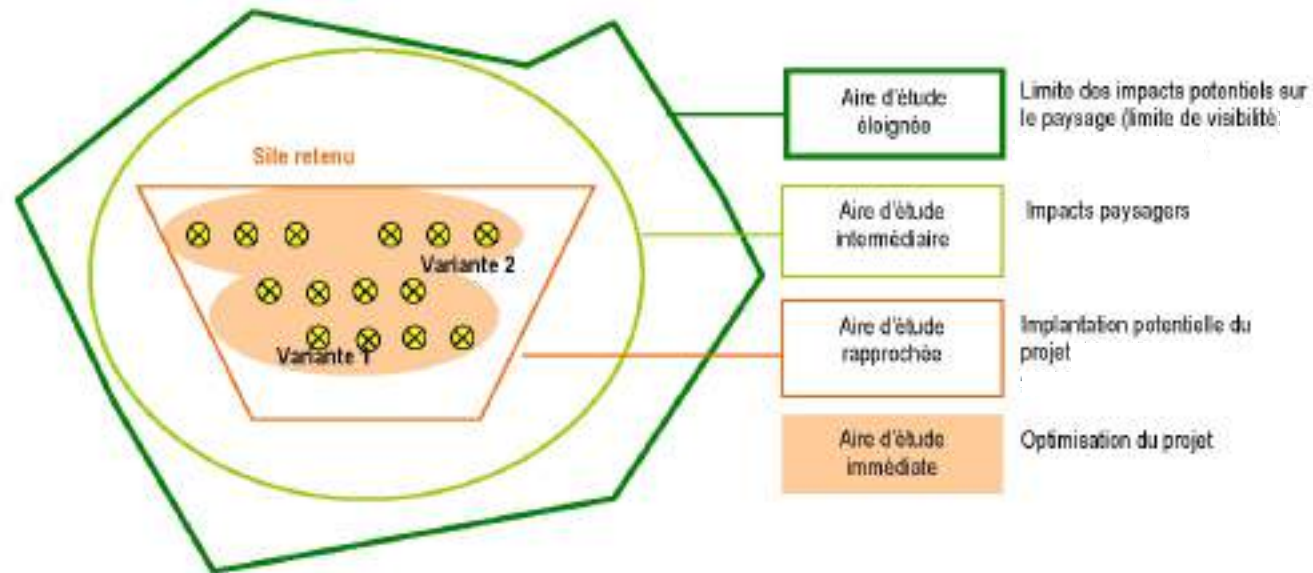 Site retenu
Variante 2
Variante 1
Aire d'étude
éloignée
Limite des impacts potentiels sur
le paysage (limite de visibilité
Aire d'étude
intermédiaire
Impacts paysagers
Aire d'étude
rapprochée
Implantation potentielle du
projet
Aire d'étude
immédiate
Optimisation du projet